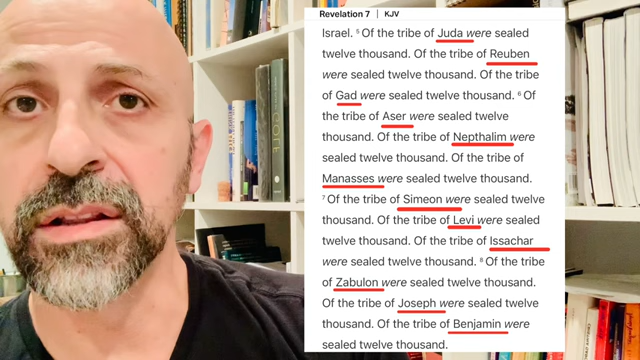 Revelation 7 | KJV
Israel. 5 Of the tribe of Juda were sealed
twelve thousand. Of the tribe of Reuben
were sealed twelve thousand. Of the tribe
of Gad were sealed twelve thousand. 6 Of
the tribe of Aser were sealed twelve
thousand. Of the tribe of Nepthalim were
sealed twelve thousand. Of the tribe of
Manasses were sealed twelve thousand.
7 Of the tribe of Simeon were sealed twelve
thousand. Of the tribe of Levi were sealed
twelve thousand. Of the tribe of Issachar
were sealed twelve thousand. 8 Of the tribe
of Zabulon were sealed twelve thousand.
Of the tribe of Joseph were sealed twelve
thousand. Of the tribe of Benjamin were
sealed twelve thousand.